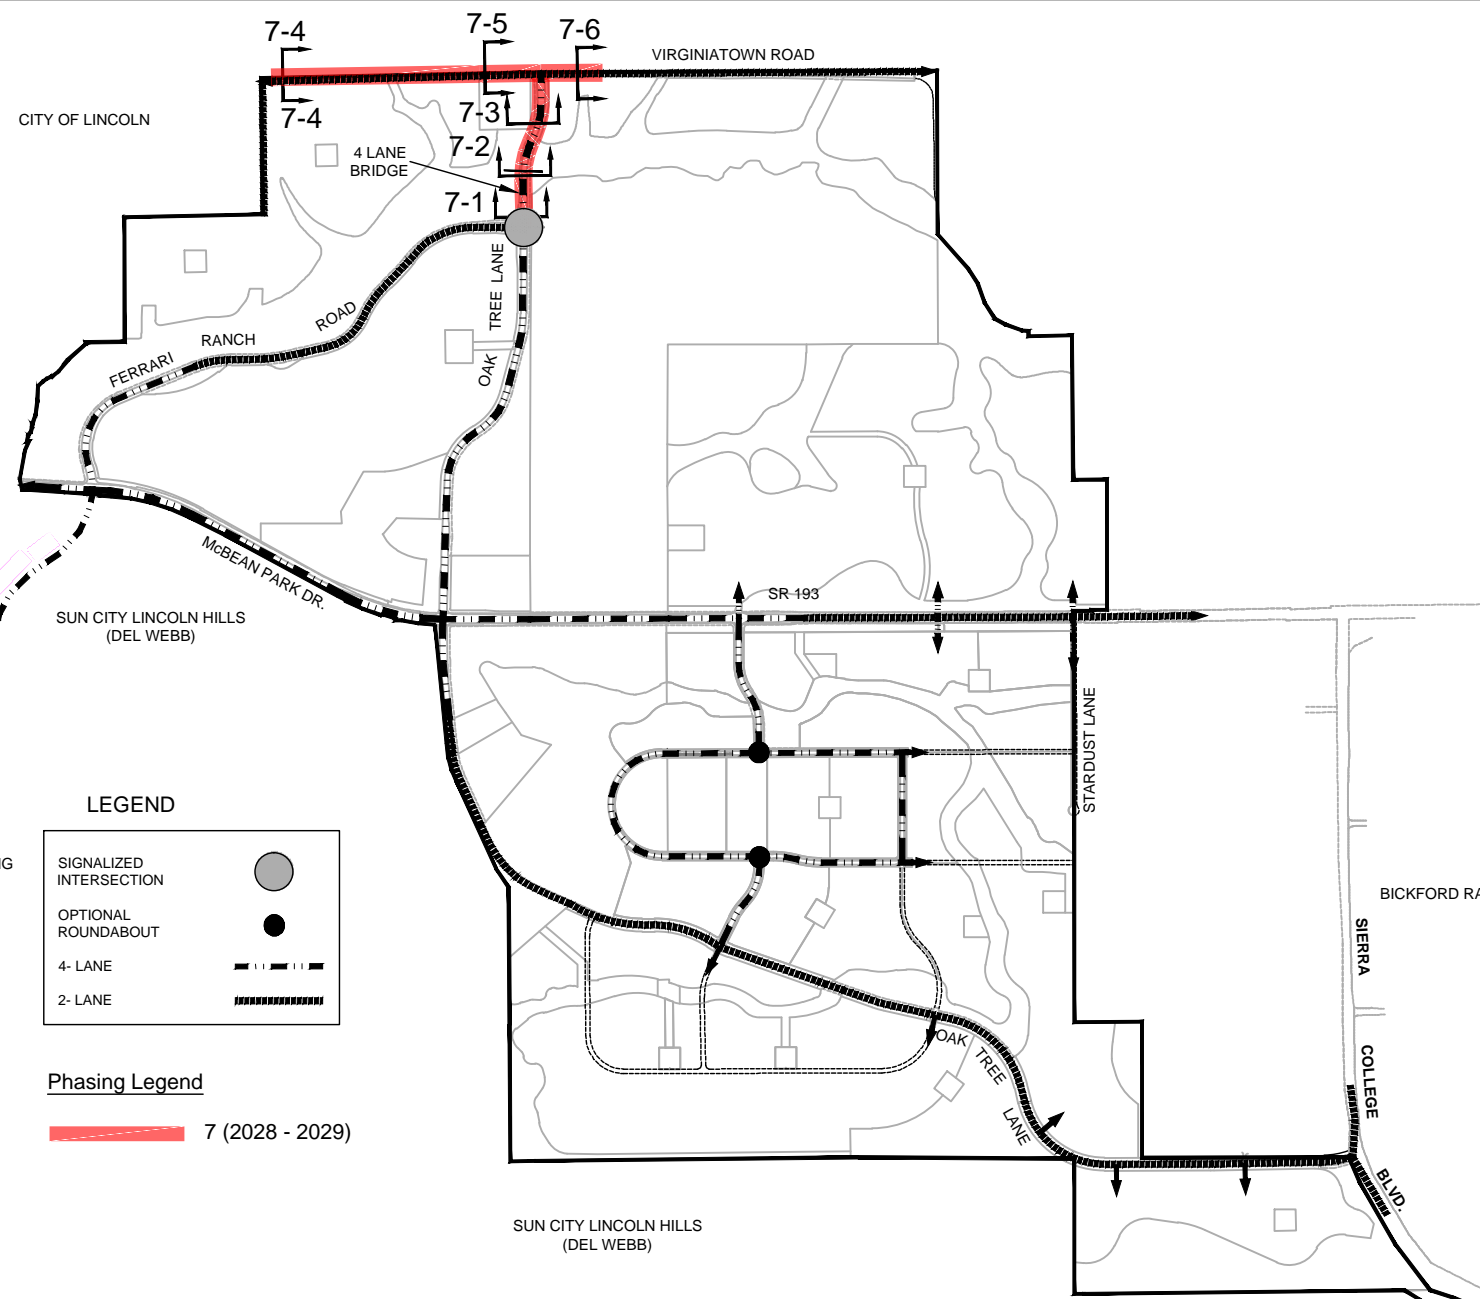 7-4
7-5
7-6
VIRGINIATOWN ROAD
7-4
7-3
CITY OF LINCOLN
7-2
4 LANE
BRIDGE
7-1
TREE LANE
OAK
FERRARI
RANCH
ROAD
McBEAN PARK DR.
SR 193
SUN CITY LINCOLN HILLS
(DEL WEBB)
STARDUST LANE
LEGEND
SIGNALIZED
INTERSECTION
OPTIONAL
ROUNDABOUT
4- LANE
2- LANE
BICKFORD RA
SIERRA
COLLEGE
BLVD.
OAK
TREE
LANE
Phasing Legend
7 (2028 - 2029)
SUN CITY LINCOLN HILLS
(DEL WEBB)